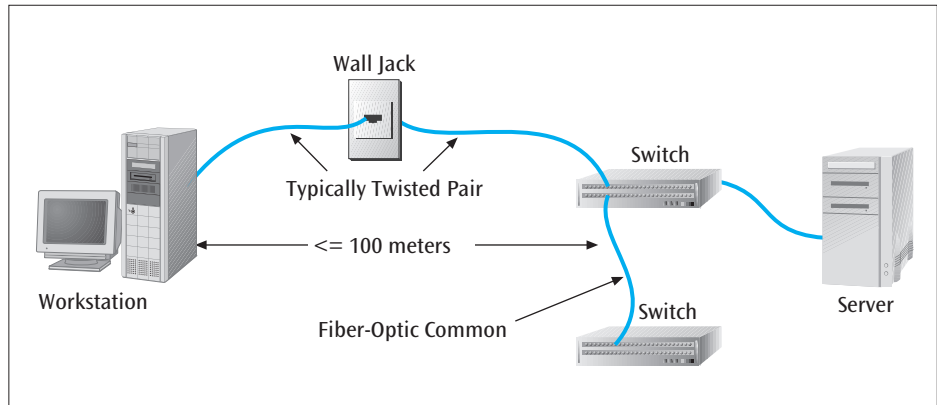 Wall Jack
Switch
Typically Twisted Pair
<= 100 meters
Workstation
Switch
Server
Fiber-Optic Common